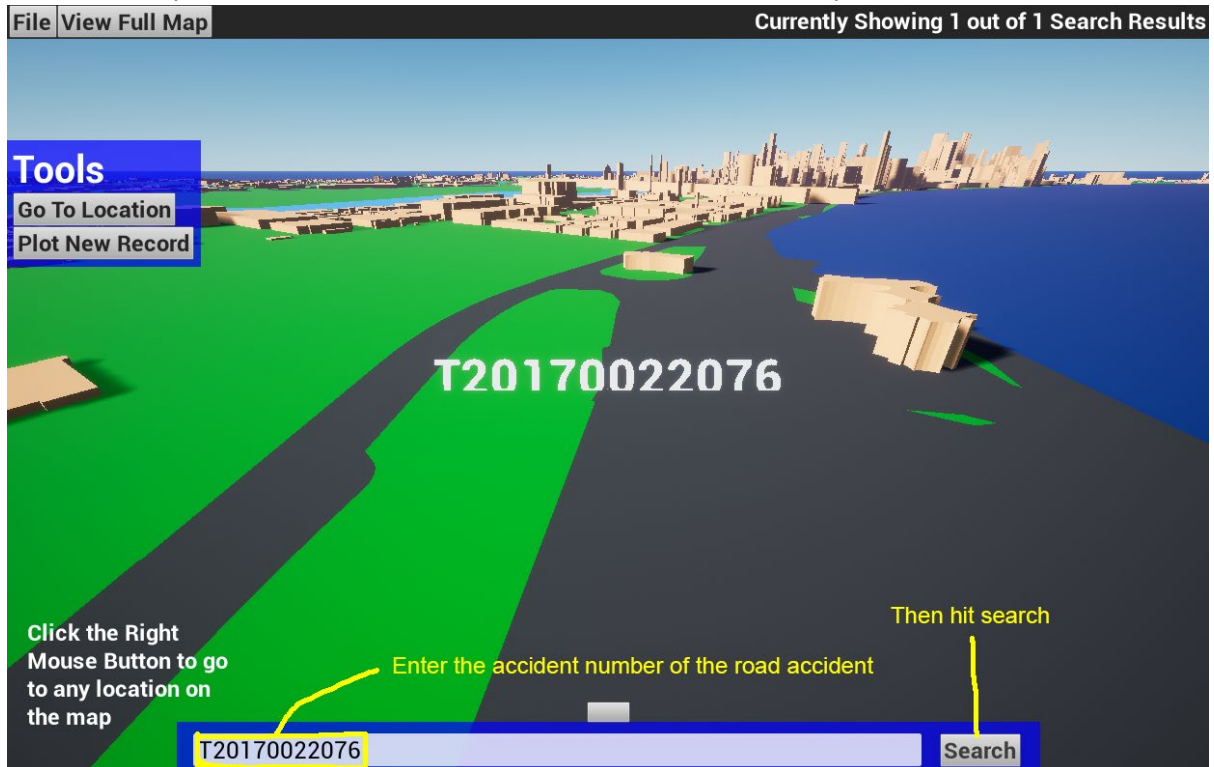 File View Full Map
Currently Showing 1 out of 1 Search Results
Tools
Go To Location
Plot New Record
T20170022076
Click the Right
Mouse Button to go
to any location on
the map
Then hit search
Enter the accident number of the road accident
T20170022076
Search